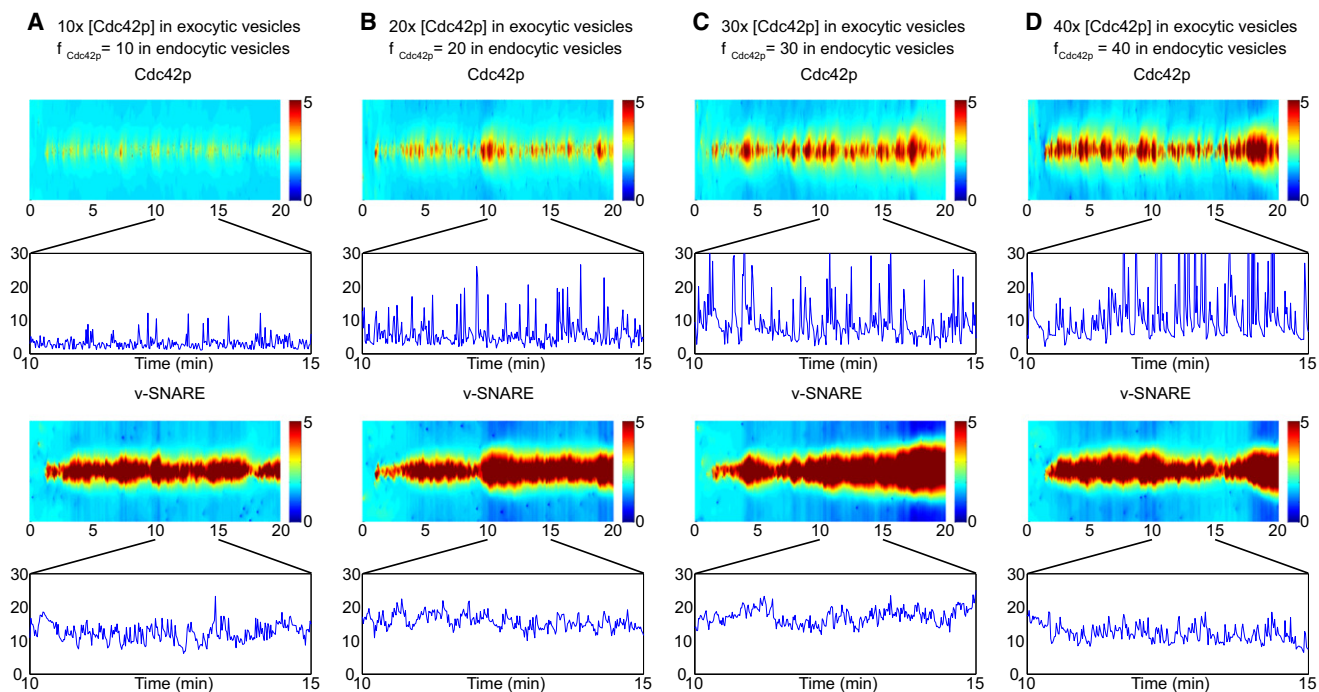 A 10x [Cdc42p] in exocytic vesicles
f Cdc42p = 10 in endocytic vesicles
Cdc42p
5
0
0 5 10 15 20
30
20
10
0
10 Time (min) 15
v-SNARE
5
0
0 5 10 15 20
30
20
10
0
10 Time (min) 15
B 20x [Cdc42p] in exocytic vesicles
f Cdc42p = 20 in endocytic vesicles
Cdc42p
5
0
0 5 10 15 20
30
20
10
0
10 Time (min) 15
v-SNARE
5
0
0 5 10 15 20
30
20
10
0
10 Time (min) 15
C 30x [Cdc42p] in exocytic vesicles
f Cdc42p = 30 in endocytic vesicles
Cdc42p
5
0
0 5 10 15 20
30
20
10
0
10 Time (min) 15
v-SNARE
5
0
0 5 10 15 20
30
20
10
0
10 Time (min) 15
D 40x [Cdc42p] in exocytic vesicles
f Cdc42p = 40 in endocytic vesicles
Cdc42p
5
0
0 5 10 15 20
30
20
10
0
10 Time (min) 15
v-SNARE
5
0
0 5 10 15 20
30
20
10
0
10 Time (min) 15